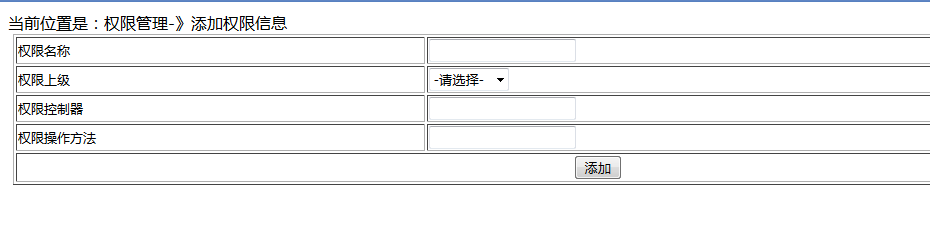 当前位置是：权限管理-》添加权限信息
权限名称
权限上级 -请选择-
权限控制器
权限操作方法
添加